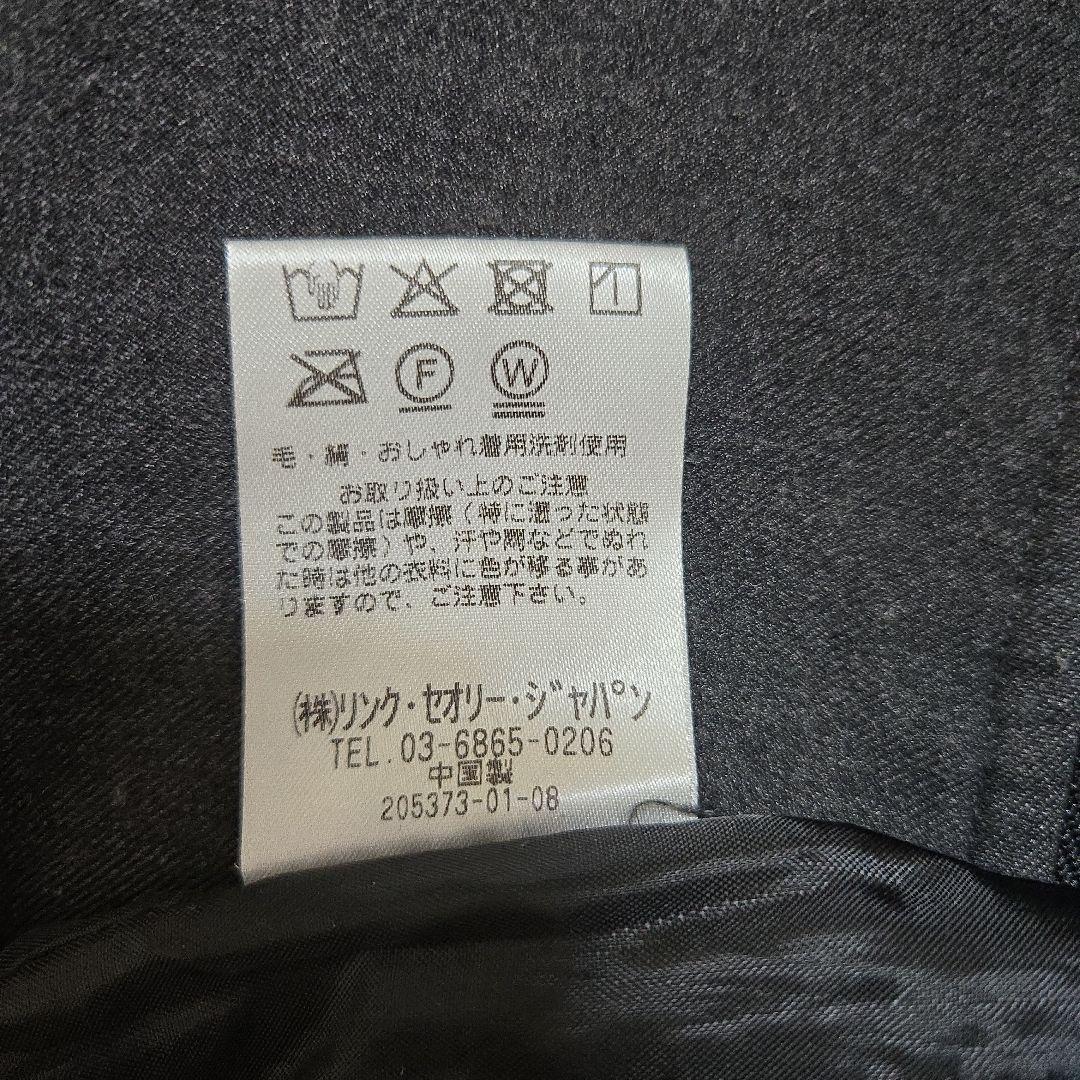 F W
毛・絹・おしゃれ着用洗剤使用
お取り扱い上のご注意
この製品は摩擦(特に湿った状態
での摩擦)や、汗や雨などでぬれ
た時は他の衣料に色が移る事があ
りますので、ご注意下さい。
(株)リンク・セオリー・ジャパン
TEL. 03-6865-0206
中国製
205373-01-08